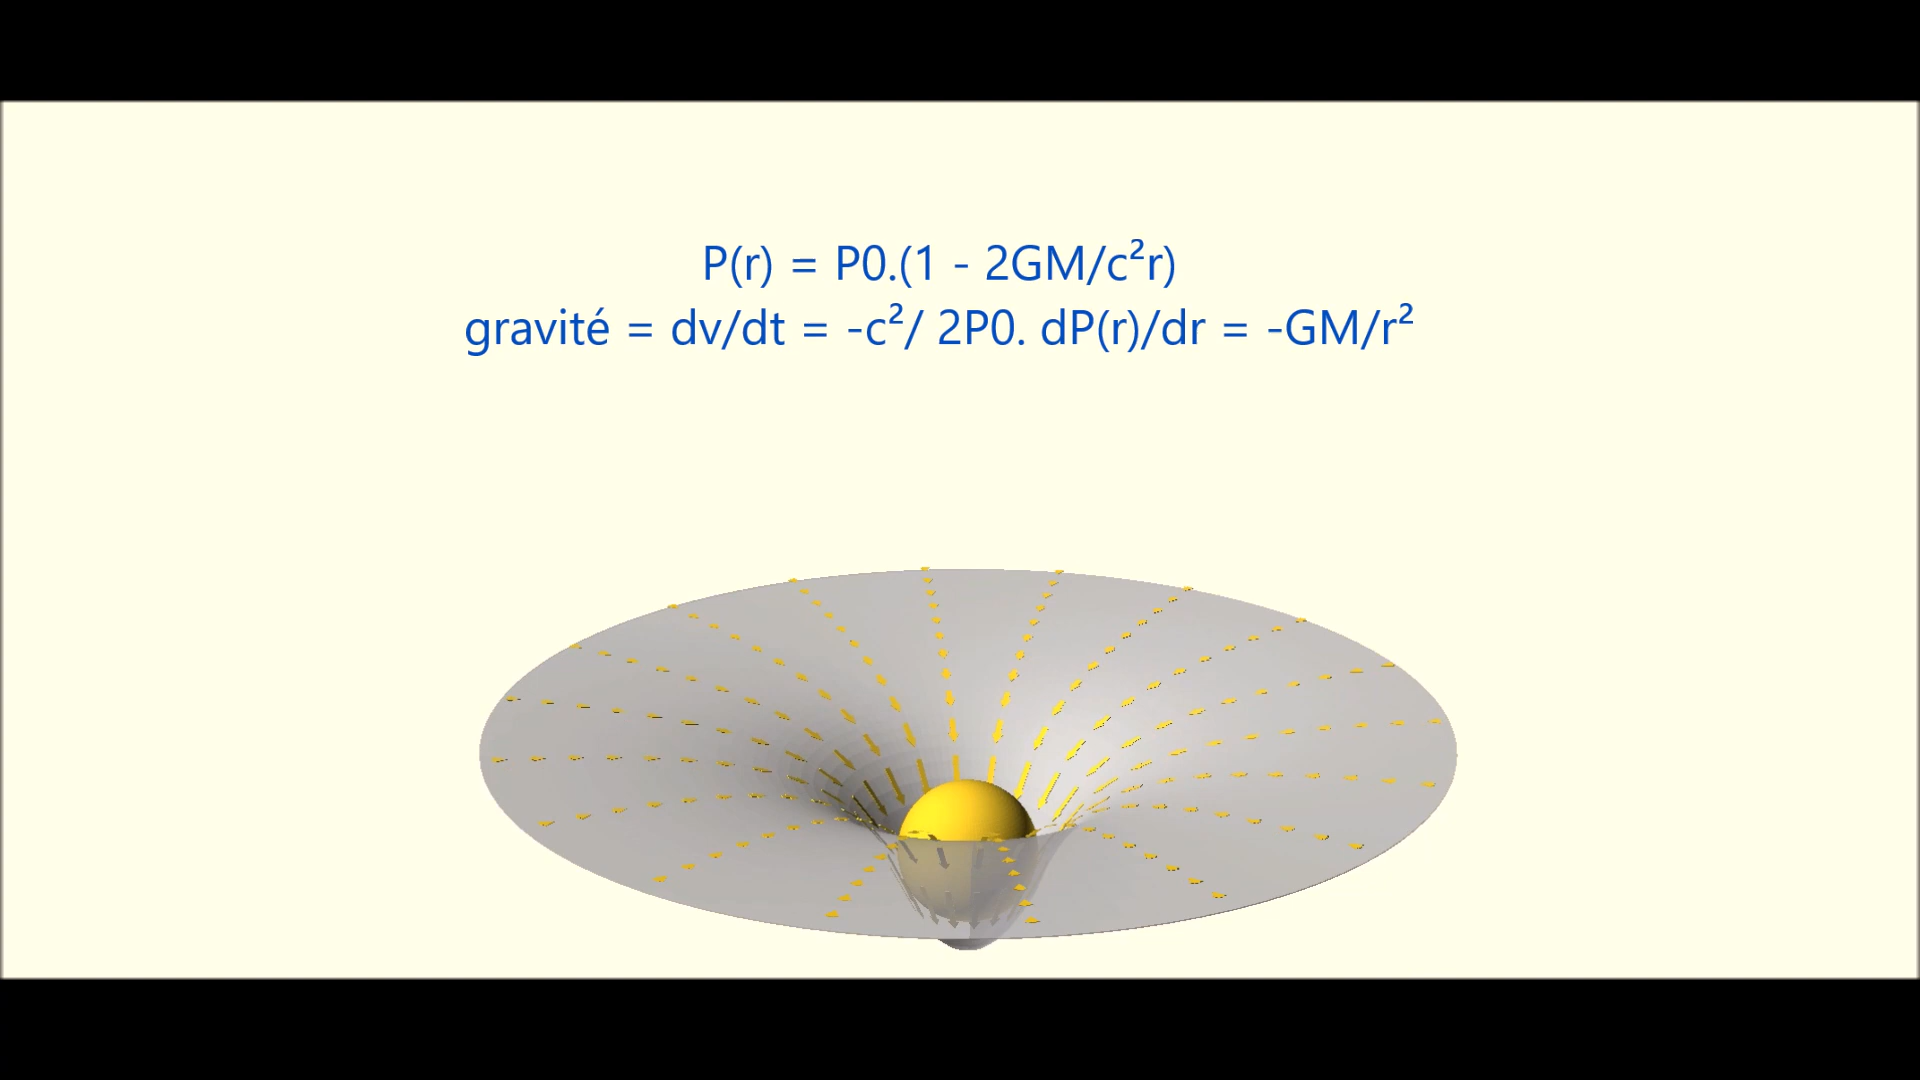 P(r) = P0.(1 - 2GM/c²r)
gravité = dv/dt = -c²/ 2P0. dP(r)/dr = -GM/r²